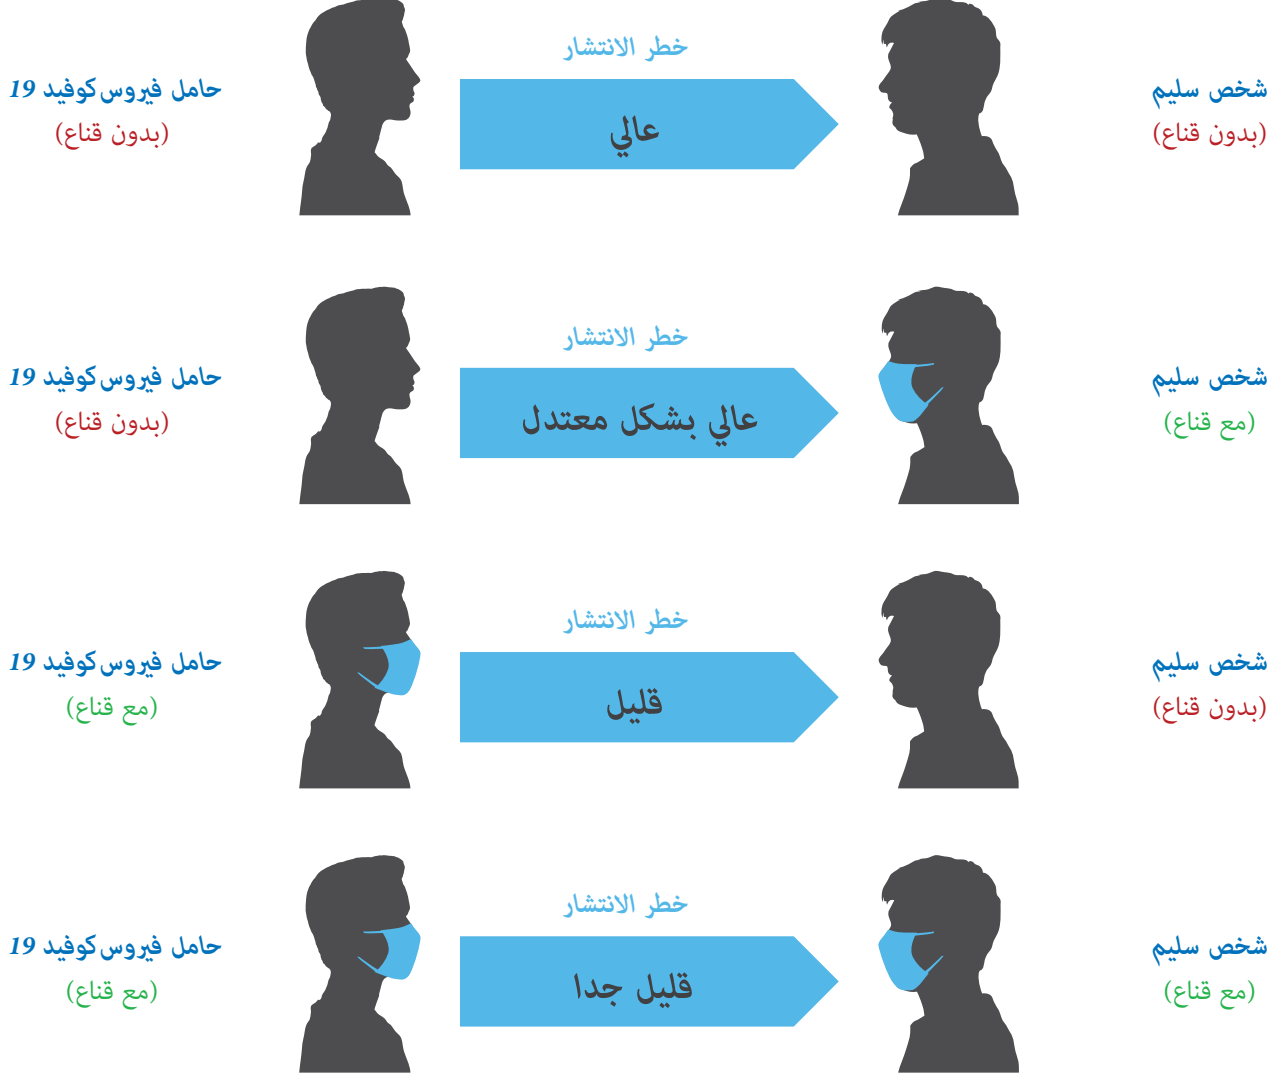 خطر الانتشار
شخص سليم
(بدون قناع)
عالي
حامل فيروس كوفيد 19
(بدون قناع)
خطر الانتشار
شخص سليم
(مع قناع)
عالي بشكل معتدل
حامل فيروس كوفيد 19
(بدون قناع)
خطر الانتشار
شخص سليم
(بدون قناع)
قليل
حامل فيروس كوفيد 19
(مع قناع)
خطر الانتشار
شخص سليم
(مع قناع)
قليل جدا
حامل فيروس كوفيد 19
(مع قناع)